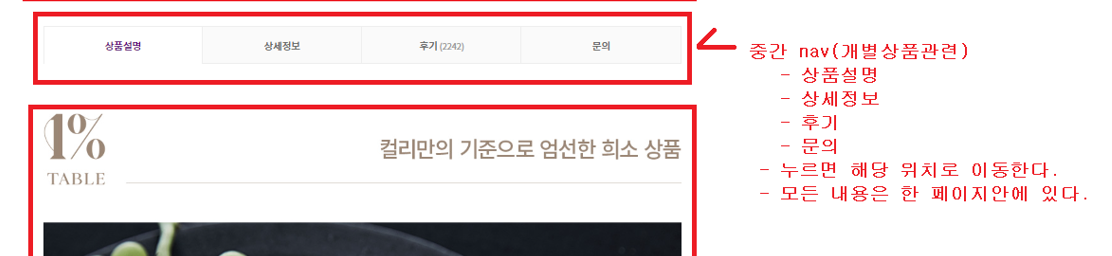 상품설명 상세정보 후기 (2242) 문의
중간 nav(개별상품관련)
- 상품설명
- 상세정보
- 후기
- 문의
- 누르면 해당 위치로 이동한다.
- 모든 내용은 한 페이지안에 있다.
1%
TABLE
컬리만의 기준으로 엄선한 희소 상품